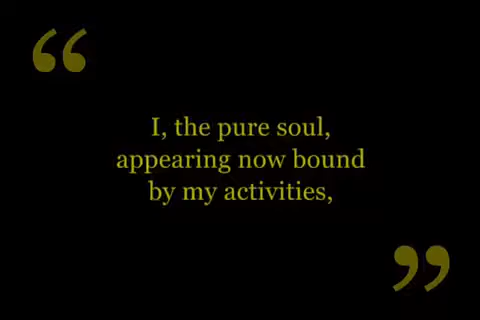 “
I, the pure soul,
appearing now bound
by my activities,
”